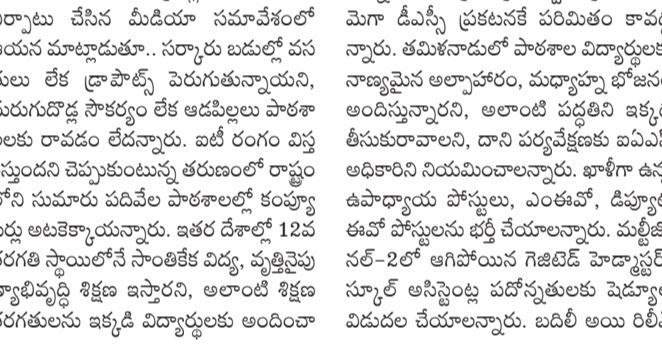 ర్పాటు చేసిన మీడియా సమావేశంలో
యన మాట్లాడుతూ.. సర్కారు బడుల్లో వస
తులు లేక డ్రాపౌట్స్ పెరుగుతున్నాయని,
మరుగుదొడ్ల సౌకర్యం లేక ఆడపిల్లలు పాఠశా
లలకు రావడం లేదన్నారు. ఐటీ రంగం విస్త
రిస్తుందని చెప్పుకుంటున్న తరుణంలో రాష్ట్రం
లోని సుమారు పదివేల పాఠశాలల్లో కంప్యూ
టర్లు అటకెక్కాయన్నారు. ఇతర దేశాల్లో 12వ
తరగతి స్థాయిలోనే సాంతికేక విద్య, వృత్తినైపు
ణ్యాభివృద్ధి శిక్షణ ఇస్తారని, అలాంటి శిక్షణ
తరగతులను ఇక్కడి విద్యార్థులకు అందించా
మెగా డీఎస్సీ ప్రకటనకే పరిమితం కావ
న్నారు. తమిళనాడులో పాఠశాల విద్యార్థులక
నాణ్యమైన అల్పాహారం, మధ్యాహ్న భోజన
అందిస్తున్నారని, అలాంటి పద్ధతిని ఇక్క
తీసుకురావాలని, దాని పర్యవేక్షణకు ఐఏఎ
అధికారిని నియమించాలన్నారు. ఖాళీగా ఉన్న
ఉపాధ్యాయ పోస్టులు, ఎంఈవో, డిప్యూ
ఈవో పోస్టులను భర్తీ చేయాలన్నారు. మల్టీజో
నల్-2లో ఆగిపోయిన గెజిటెడ్ హెడ్మాస్టర్
స్కూల్ అసిస్టెంట్ల పదోన్నతులకు షెడ్యూల
విడుదల చేయాలన్నారు. బదిలీ అయి రిలీ